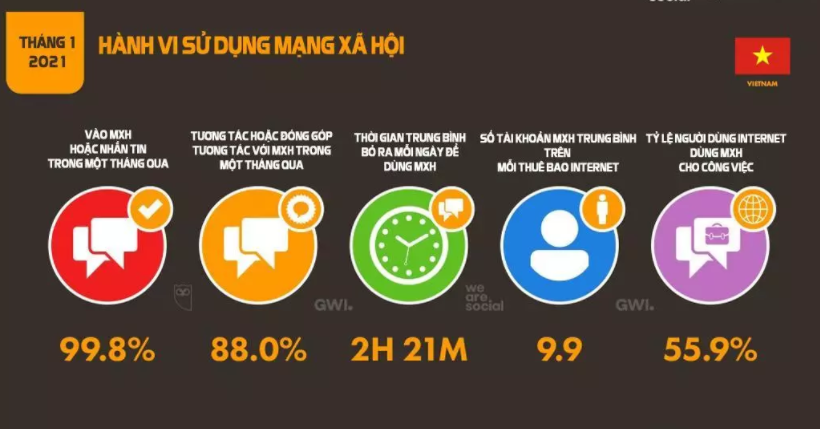 social
THÁNG 1
2021
HÀNH VI SỬ DỤNG MẠNG XÃ HỘI
VIETNAM
VÀO MXH
HOẶC NHẮN TIN
TRONG MỘT THÁNG QUA
TƯƠNG TÁC HOẶC ĐÓNG GÓP
TƯƠNG TÁC VỚI MXH TRONG
MỘT THÁNG QUA
THỜI GIAN TRUNG BÌNH
BỎ RA MỖI NGÀY ĐỂ
DÙNG MXH
SỐ TÀI KHOẢN MXH TRUNG BÌNH
TRÊN
MỖI THUÊ BAO INTERNET
TỶ LỆ NGƯỜI DÙNG INTERNET
DÙNG MXH
CHO CÔNG VIỆC
GWI.
we
are
social
GWI.
99.8%
88.0%
2H 21M
9.9
55.9%